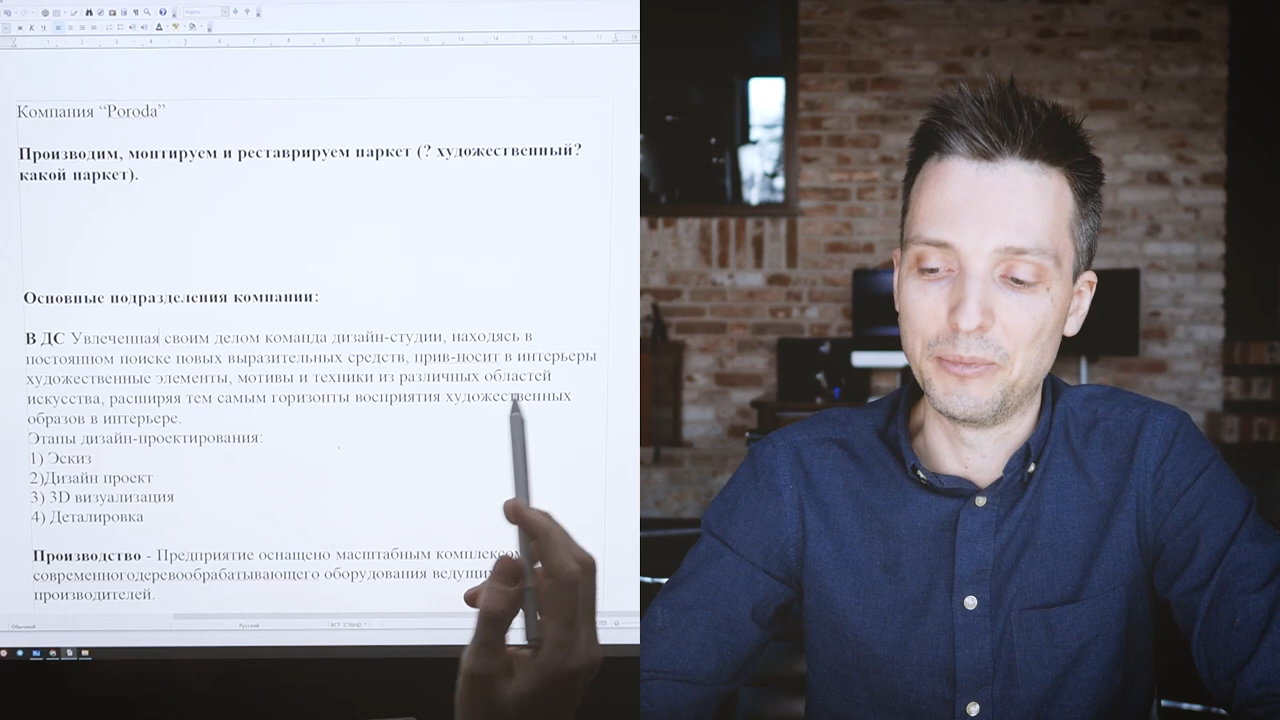 Компания “Poroda”
Производим, монтируем и реставрируем паркет (? художественный?
какой паркет).
Основные подразделения компании:
В ДС Увлеченная своим делом команда дизайн-студии, находясь в
постоянном поиске новых выразительных средств, прив-носит в интерьеры
художественные элементы, мотивы и техники из различных областей
искусства, расширяя тем самым горизонты восприятия художественных
образов в интерьере.
Этапы дизайн-проектирования:
1) Эскиз
2)Дизайн проект
3) 3D визуализация
4) Деталировка
Производство - Предприятие оснащено масштабным комплексом
современногодеревообрабатывающего оборудования ведущих
производителей.